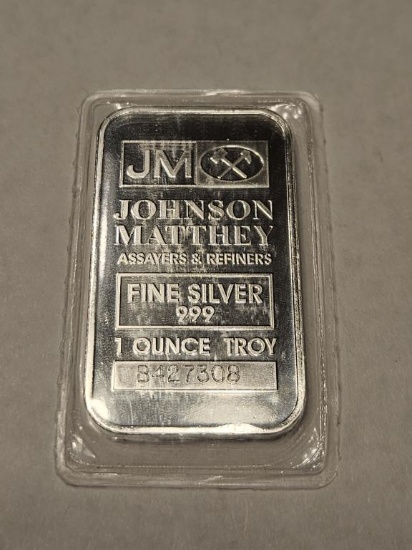 JM
JOHNSON
MATTHEY
ASSAYERS & REFINERS
FINE SILVER
999
1 OUNCE TROY
B427308